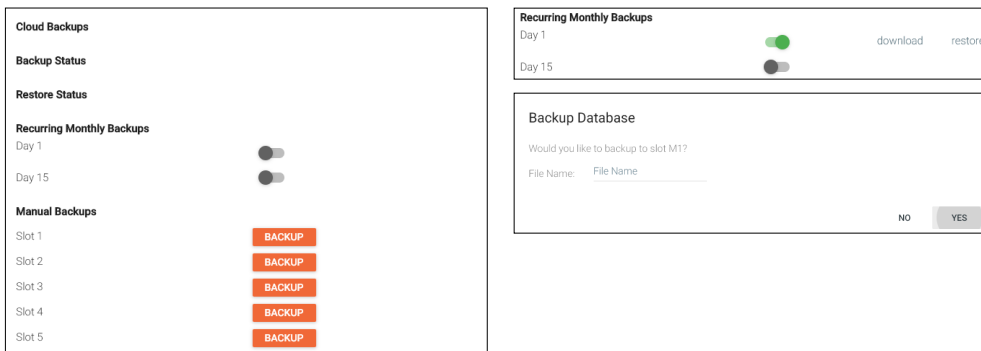 Cloud Backups
Backup Status
Restore Status
Recurring Monthly Backups
Day 1
Day 15
Manual Backups
Slot 1 BACKUP
Slot 2 BACKUP
Slot 3 BACKUP
Slot 4 BACKUP
Slot 5 BACKUP
Recurring Monthly Backups
Day 1 download restore
Day 15
Backup Database
Would you like to backup to slot M1?
File Name: File Name
NO YES